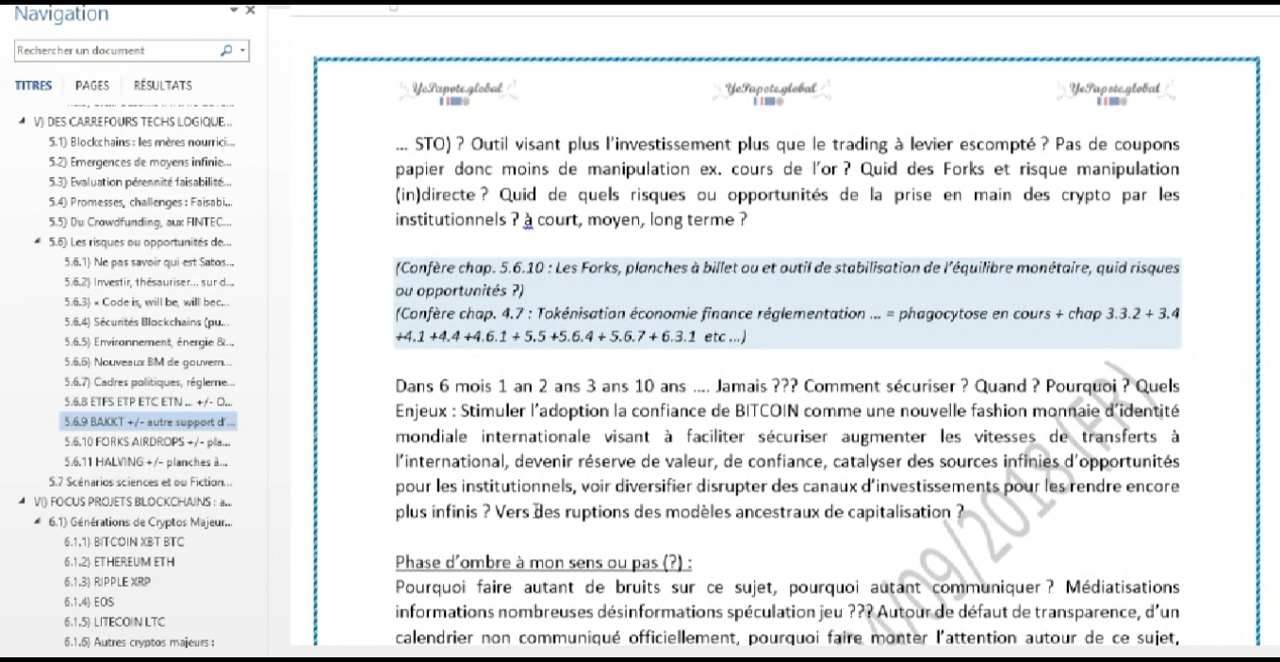 Navigation
Rechercher un document
TITRES PAGES RÉSULTATS
V) DES CARREFOURS TECHS LOGIQUE...
5.1) Blockchains : les mères nourrici...
5.2) Emergences de moyens infinie...
5.3) Evaluation pérennité faisabilité...
5.4) Promesses, challenges : Faisabi...
5.5) Du Crowdfunding, aux FINTEC...
5.6) Les risques ou opportunités de...
5.6.1) Ne pas savoir qui est Satos...
5.6.2) Investir, thésauriser... sur d...
5.6.3) « Code is, will be, will bec...
5.6.4) Sécurités Blockchains (pu...
5.6.5) Environnement, énergie &...
5.6.6) Nouveaux BM de gouvern...
5.6.7) Cadres politiques, régleme...
5.6.8 ETFS ETP ETC ETN ... +/- O...
5.6.9 BAKKT +/- autre support d'...
5.6.10 FORKS AIRDROPS +/- pla...
5.6.11 HALVING +/- planches à...
5.7 Scénarios sciences et ou Fiction...
VI) FOCUS PROJETS BLOCKCHAINS : a...
6.1) Générations de Cryptos Majeur...
6.1.1) BITCOIN XBT BTC
6.1.2) ETHEREUM ETH
6.1.3) RIPPLE XRP
6.1.4) EOS
6.1.5) LITECOIN LTC
6.1.6) Autres cryptos majeurs :
YePapote.global YePapote.global YePapote.global
... STO) ? Outil visant plus l'investissement plus que le trading à levier escompté ? Pas de coupons
papier donc moins de manipulation ex. cours de l'or ? Quid des Forks et risque manipulation
(in)directe ? Quid de quels risques ou opportunités de la prise en main des crypto par les
institutionnels ? à court, moyen, long terme ?
(Confère chap. 5.6.10 : Les Forks, planches à billet ou et outil de stabilisation de l'équilibre monétaire, quid risques
ou opportunités ?)
(Confère chap. 4.7 : Tokénisation économie finance réglementation ... = phagocytose en cours + chap 3.3.2 + 3.4
+4.1 +4.4 +4.6.1 + 5.5 +5.6.4 + 5.6.7 + 6.3.1 etc ...)
Dans 6 mois 1 an 2 ans 3 ans 10 ans .... Jamais ??? Comment sécuriser ? Quand ? Pourquoi ? Quels
Enjeux : Stimuler l'adoption la confiance de BITCOIN comme une nouvelle fashion monnaie d'identité
mondiale internationale visant à faciliter sécuriser augmenter les vitesses de transferts à
l'international, devenir réserve de valeur, de confiance, catalyser des sources infinies d'opportunités
pour les institutionnels, voir diversifier disrupter des canaux d'investissements pour les rendre encore
plus infinis ? Vers des ruptions des modèles ancestraux de capitalisation ?
Phase d'ombre à mon sens ou pas (?) :
Pourquoi faire autant de bruits sur ce sujet, pourquoi autant communiquer ? Médiatisations
informations nombreuses désinformations spéculation jeu ??? Autour de défaut de transparence, d'un
calendrier non communiqué officiellement, pourquoi faire monter l'attention autour de ce sujet,
/09/2018 (FR)